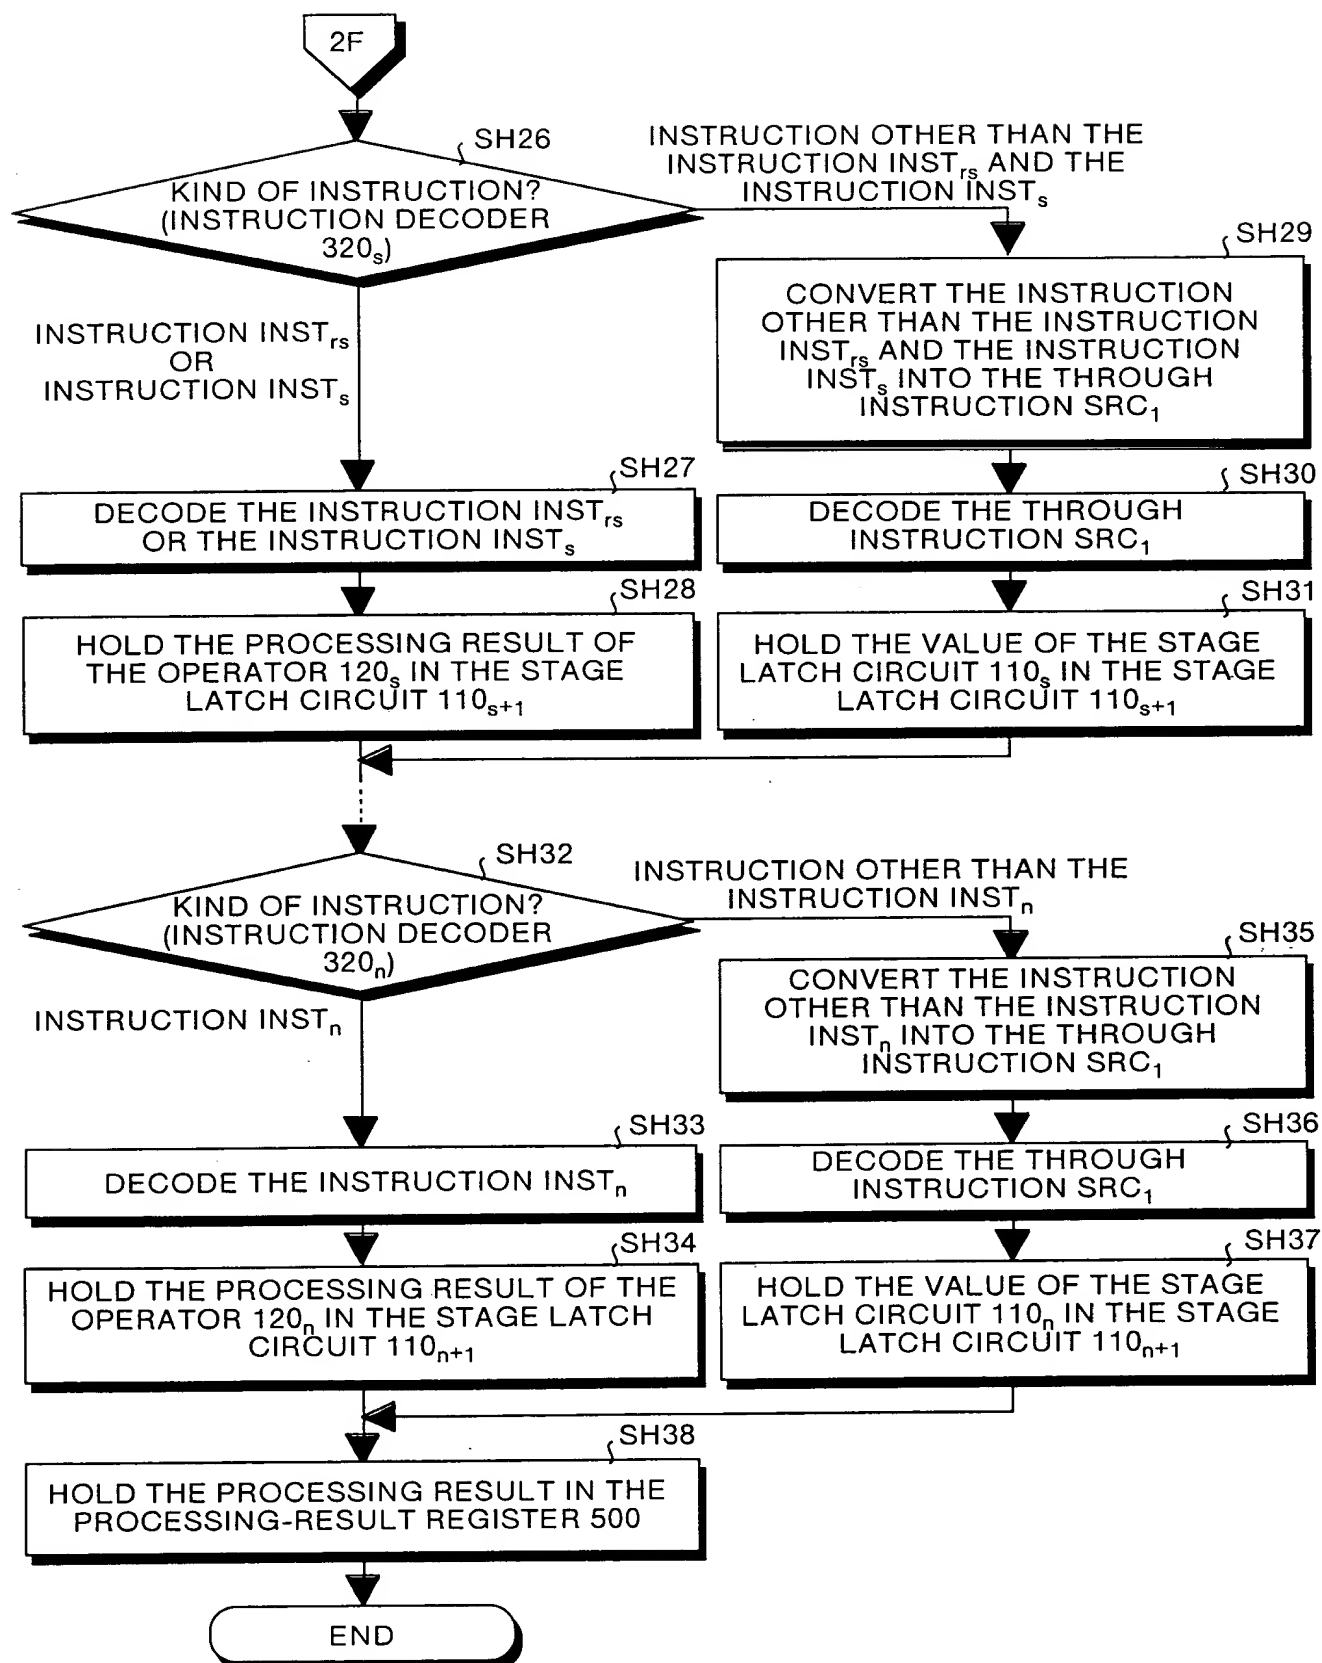 2F
SH26
KIND OF INSTRUCTION?
(INSTRUCTION DECODER
320s)
INSTRUCTION OTHER THAN THE
INSTRUCTION INSTrs AND THE
INSTRUCTION INSTs
SH29
CONVERT THE INSTRUCTION
OTHER THAN THE INSTRUCTION
INSTrs AND THE INSTRUCTION
INSTs INTO THE THROUGH
INSTRUCTION SRC1
INSTRUCTION INSTrs
OR
INSTRUCTION INSTs
SH27
DECODE THE INSTRUCTION INSTrs
OR THE INSTRUCTION INSTs
SH30
DECODE THE THROUGH
INSTRUCTION SRC1
SH28
HOLD THE PROCESSING RESULT OF
THE OPERATOR 120s IN THE STAGE
LATCH CIRCUIT 110s+1
SH31
HOLD THE VALUE OF THE STAGE
LATCH CIRCUIT 110s IN THE STAGE
LATCH CIRCUIT 110s+1
SH32
KIND OF INSTRUCTION?
(INSTRUCTION DECODER
320n)
INSTRUCTION OTHER THAN THE
INSTRUCTION INSTn
SH35
CONVERT THE INSTRUCTION
OTHER THAN THE INSTRUCTION
INSTn INTO THE THROUGH
INSTRUCTION SRC1
INSTRUCTION INSTn
SH33
DECODE THE INSTRUCTION INSTn
SH36
DECODE THE THROUGH
INSTRUCTION SRC1
SH34
HOLD THE PROCESSING RESULT OF THE
OPERATOR 120n IN THE STAGE LATCH
CIRCUIT 110n+1
SH37
HOLD THE VALUE OF THE STAGE
LATCH CIRCUIT 110n IN THE STAGE
LATCH CIRCUIT 110n+1
SH38
HOLD THE PROCESSING RESULT IN THE
PROCESSING-RESULT REGISTER 500
END